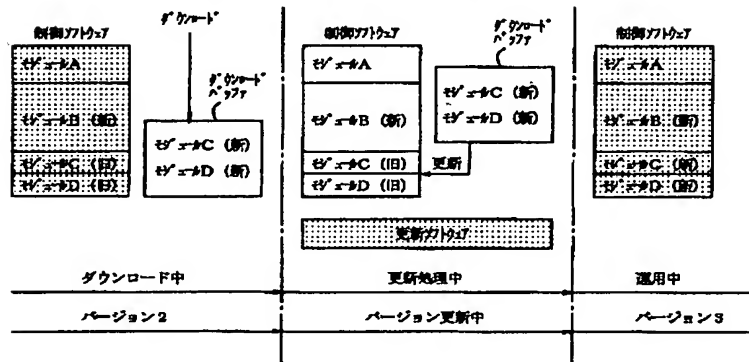 制御ソフトウェア
モジュールA
モジュールB (新)
モジュールC (旧)
モジュールD (旧)
ダウンロード
ダウンロード
バッファ
モジュールC (新)
モジュールD (新)
制御ソフトウェア
モジュールA
モジュールB (新)
モジュールC (旧)
モジュールD (旧)
ダウンロード
バッファ
モジュールC (新)
モジュールD (新)
更新
更新ソフトウェア
制御ソフトウェア
モジュールA
モジュールB (新)
モジュールC (新)
モジュールD (新)
ダウンロード中
更新処理中
運用中
バージョン2
バージョン更新中
バージョン3